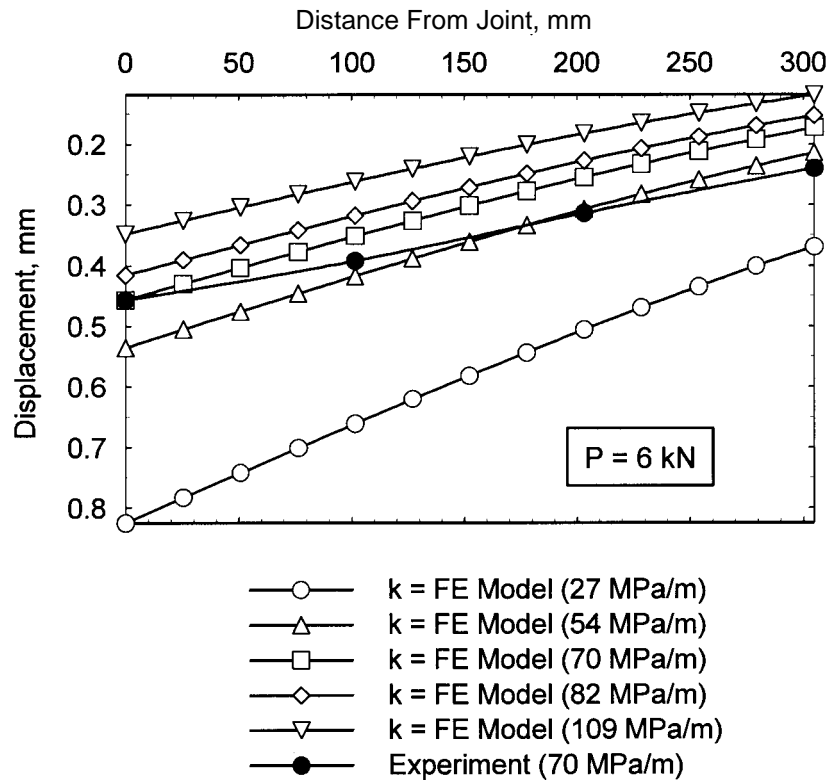 Distance From Joint, mm
0 50 100 150 200 250 300
Displacement, mm
0.2
0.3
0.4
0.5
0.6
0.7
0.8
P = 6 kN
k = FE Model (27 MPa/m)
k = FE Model (54 MPa/m)
k = FE Model (70 MPa/m)
k = FE Model (82 MPa/m)
k = FE Model (109 MPa/m)
Experiment (70 MPa/m)